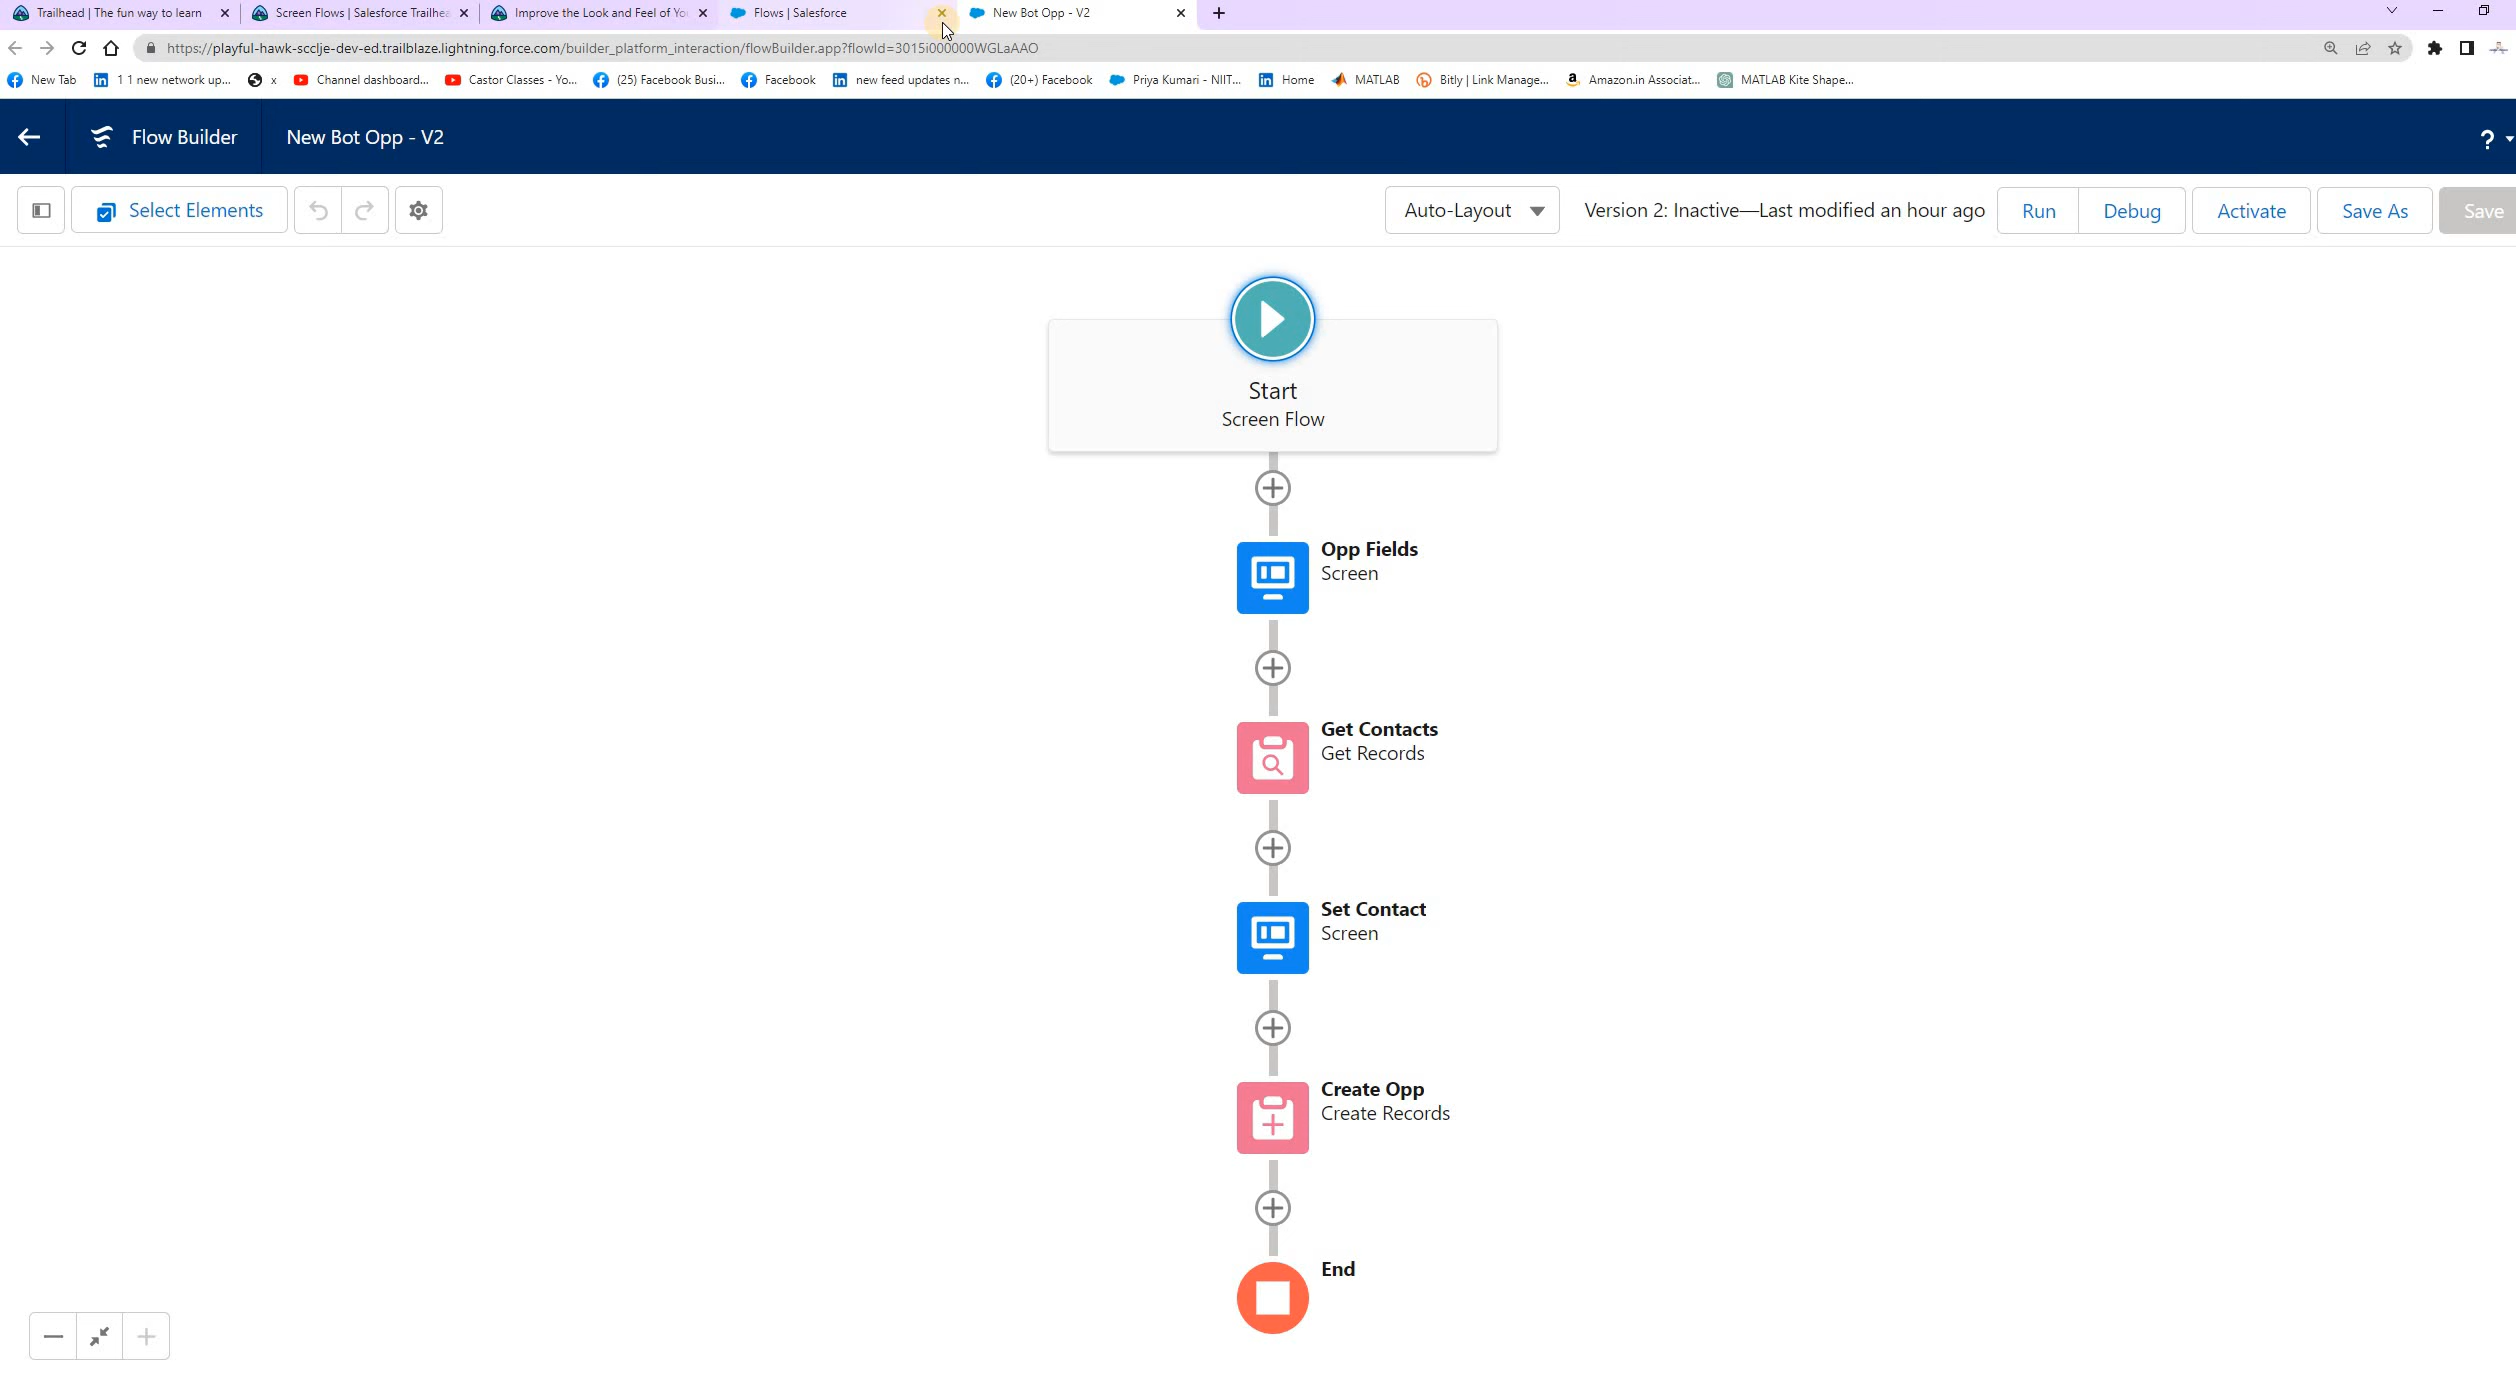 Trailhead | The fun way to learn
Screen Flows | Salesforce Trailhea
Improve the Look and Feel of You
Flows | Salesforce
New Bot Opp - V2
https://playful-hawk-scclje-dev-ed.trailblaze.lightning.force.com/builder_platform_interaction/flowBuilder.app?flowId=3015i000000WGLaAAO
New Tab
1 1 new network up...
x
Channel dashboard...
Castor Classes - Yo...
(25) Facebook Busi...
Facebook
new feed updates n...
(20+) Facebook
Priya Kumari - NIIT...
Home
MATLAB
Bitly | Link Manage...
Amazon.in Associat...
MATLAB Kite Shape...
Flow Builder
New Bot Opp - V2
?
Select Elements
Auto-Layout
Version 2: Inactive—Last modified an hour ago
Run
Debug
Activate
Save As
Save
Start
Screen Flow
Opp Fields
Screen
Get Contacts
Get Records
Set Contact
Screen
Create Opp
Create Records
End